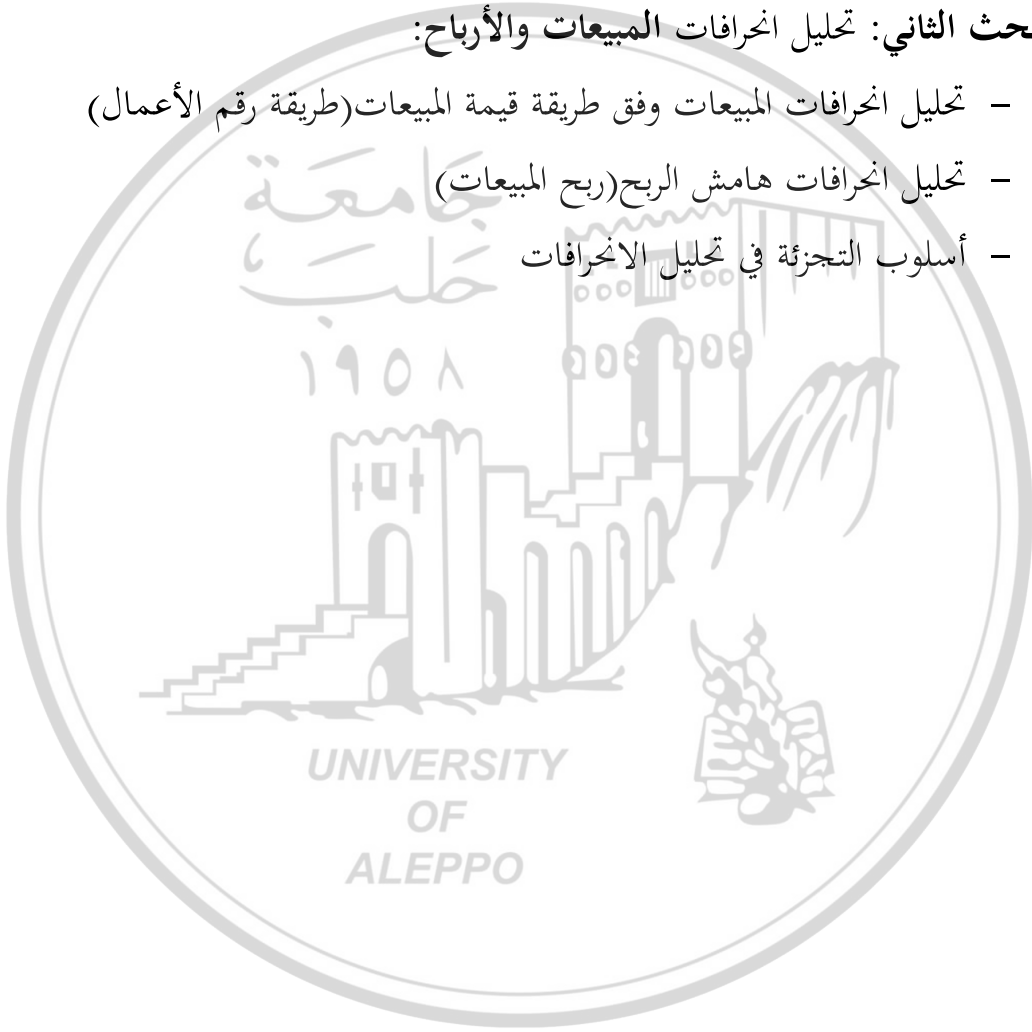 حث الثاني: تحليل انحرافات المبيعات والأرباح:
- تحليل انحرافات المبيعات وفق طريقة قيمة المبيعات(طريقة رقم الأعمال)
- تحليل انحرافات هامش الربح(ربح المبيعات)
- أسلوب التجزئة في تحليل الانحرافات
جامعة
حلب
١٩٥٨
UNIVERSITY
OF
ALEPPO